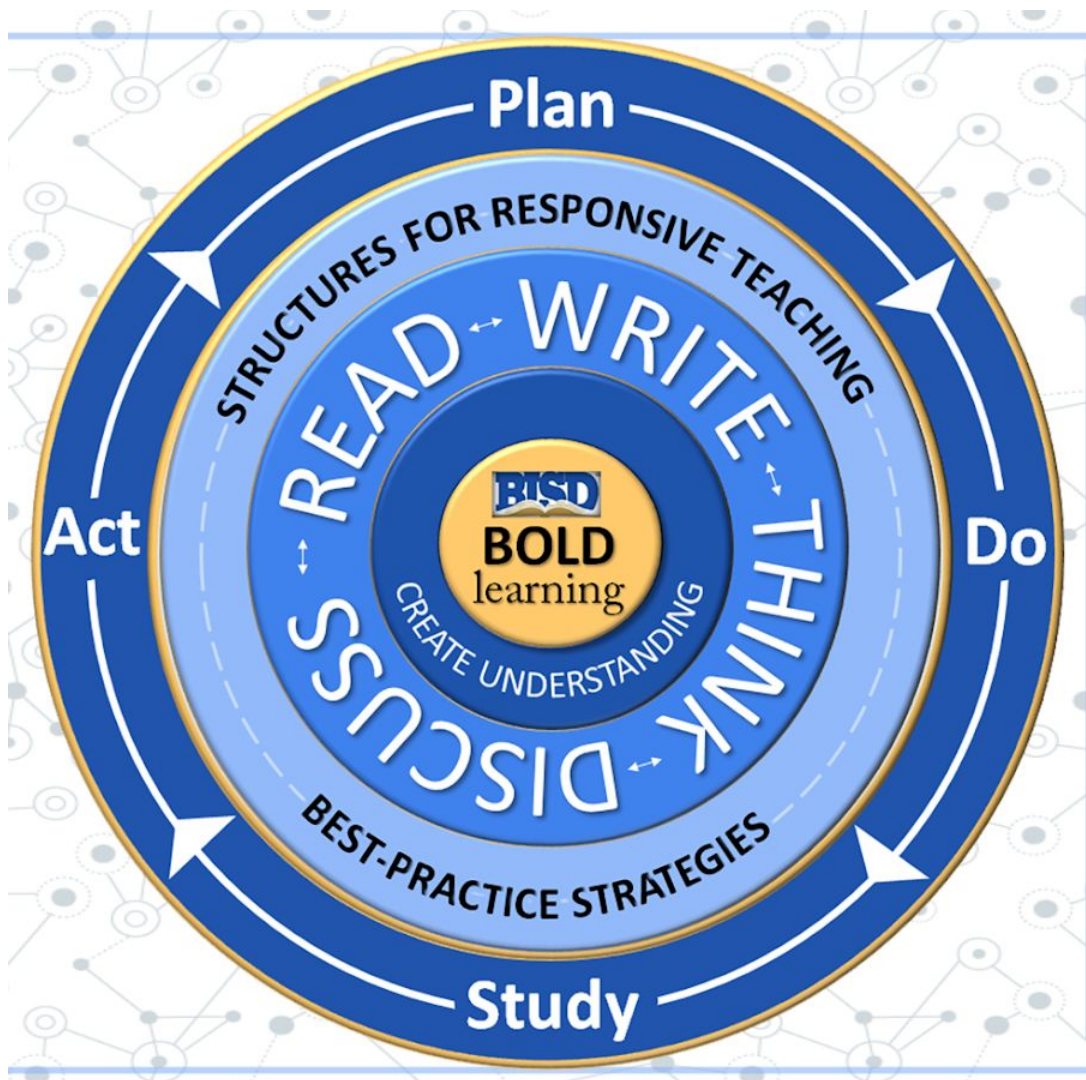 Plan
Do
Study
Act
STRUCTURES FOR RESPONSIVE TEACHING
BEST-PRACTICE STRATEGIES
READ
WRITE
THINK
DISCUSS
CREATE UNDERSTANDING
BISD
BOLD
learning